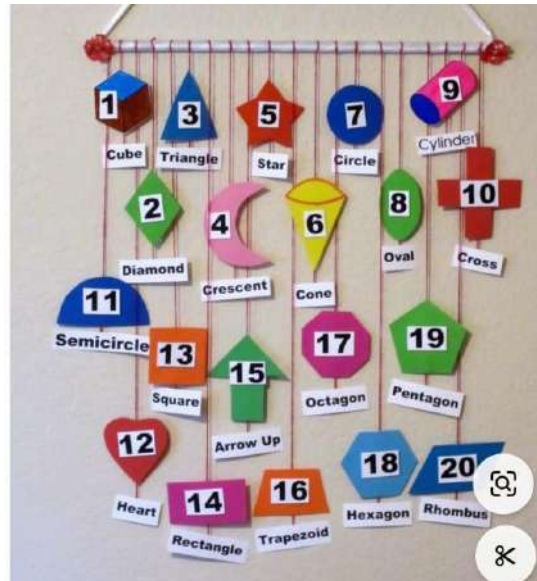 1
3
5
7
9
Cube
Triangle
Star
Circle
Cylinder
2
4
6
8
10
Diamond
Crescent
Cone
Oval
Cross
11
13
15
17
19
Semicircle
Square
Arrow Up
Octagon
Pentagon
12
14
16
18
20
Heart
Rectangle
Trapezoid
Hexagon
Rhombus